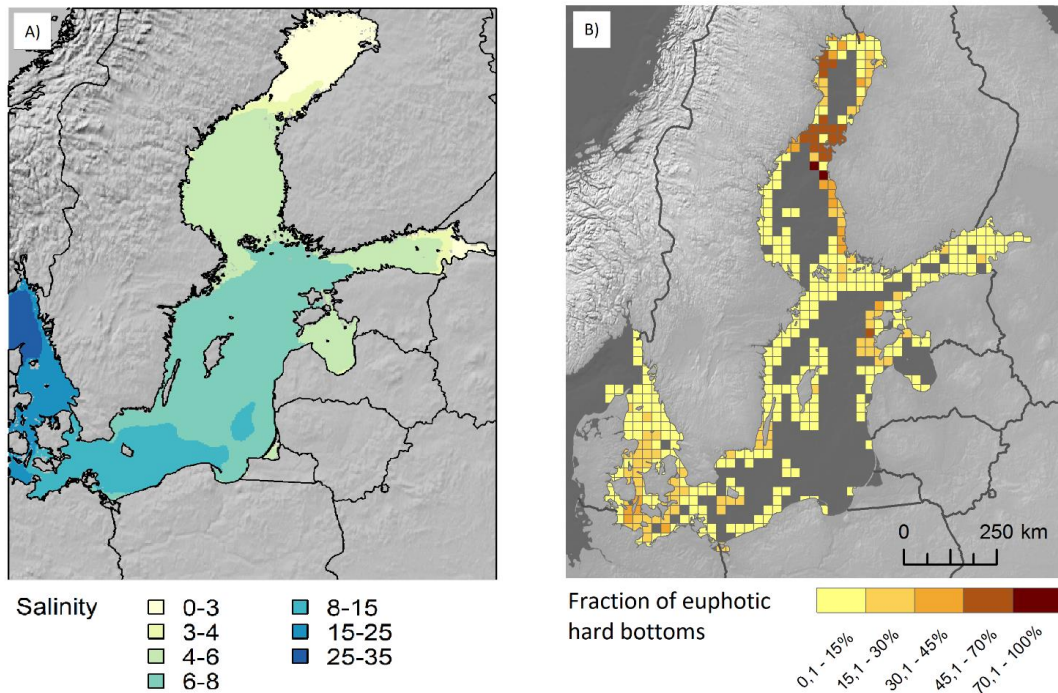 A)
B)
0
250 km
Salinity
0-3
3-4
4-6
6-8
8-15
15-25
25-35
Fraction of euphotic
hard bottoms
0,1 - 15%
15,1 - 30%
30,1 - 45%
45,1 - 70%
70,1 - 100%